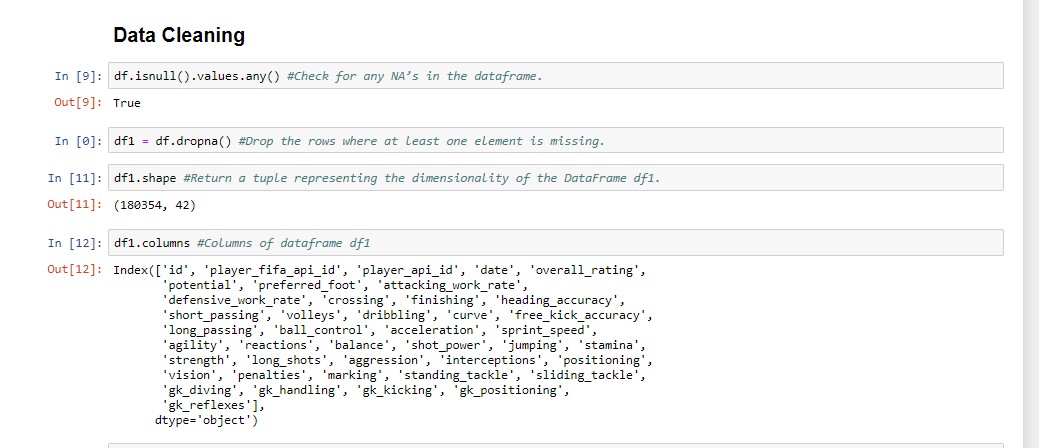 Data Cleaning
In [9]: df.isnull().values.any() #Check for any NA’s in the dataframe.
Out[9]: True
In [0]: df1 = df.dropna() #Drop the rows where at least one element is missing.
In [11]: df1.shape #Return a tuple representing the dimensionality of the DataFrame df1.
Out[11]: (180354, 42)
In [12]: df1.columns #Columns of dataframe df1
Out[12]: Index(['id', 'player_fifa_api_id', 'player_api_id', 'date', 'overall_rating',
'potential', 'preferred_foot', 'attacking_work_rate',
'defensive_work_rate', 'crossing', 'finishing', 'heading_accuracy',
'short_passing', 'volleys', 'dribbling', 'curve', 'free_kick_accuracy',
'long_passing', 'ball_control', 'acceleration', 'sprint_speed',
'agility', 'reactions', 'balance', 'shot_power', 'jumping', 'stamina',
'strength', 'long_shots', 'aggression', 'interceptions', 'positioning',
'vision', 'penalties', 'marking', 'standing_tackle', 'sliding_tackle',
'gk_diving', 'gk_handling', 'gk_kicking', 'gk_positioning',
'gk_reflexes'],
dtype='object')